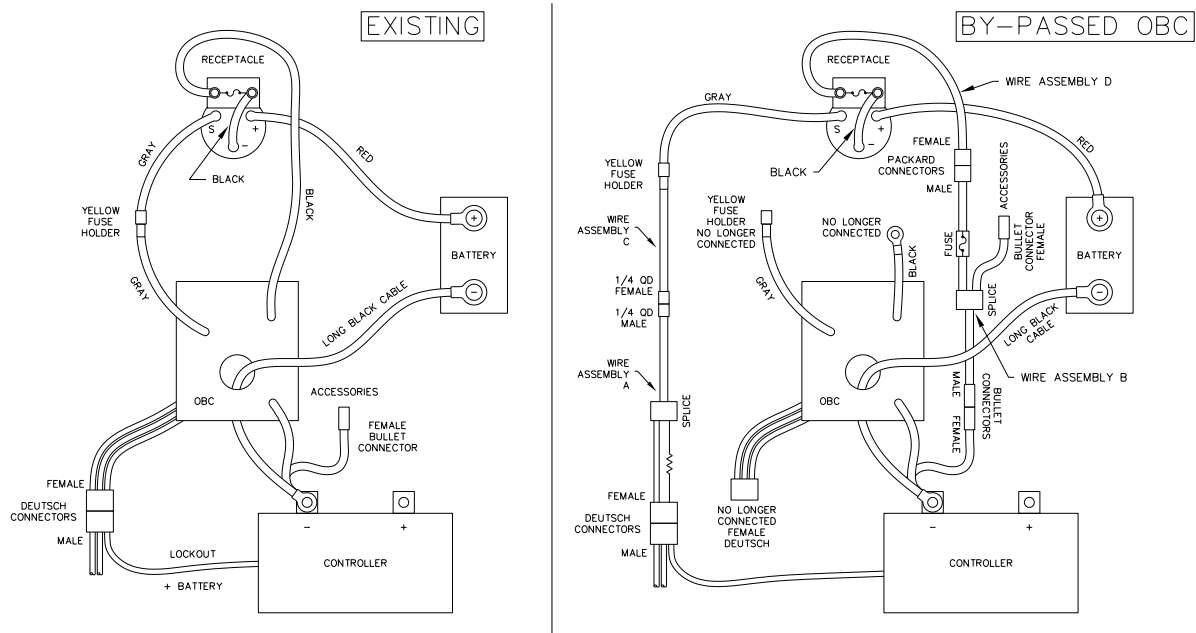 EXISTING
RECEPTACLE
S
+
−
GRAY
BLACK
RED
BLACK
YELLOW
FUSE
HOLDER
GRAY
+
BATTERY
−
LONG BLACK CABLE
OBC
ACCESSORIES
FEMALE
BULLET
CONNECTOR
FEMALE
DEUTSCH
CONNECTORS
MALE
LOCKOUT
+ BATTERY
−
+
CONTROLLER
BY-PASSED OBC
RECEPTACLE
WIRE ASSEMBLY D
GRAY
S
+
−
BLACK
RED
FEMALE
PACKARD
CONNECTORS
MALE
ACCESSORIES
YELLOW
FUSE
HOLDER
YELLOW
FUSE
HOLDER
NO LONGER
CONNECTED
NO LONGER
CONNECTED
BLACK
FUSE
BULLET
CONNECTOR
FEMALE
+
BATTERY
−
WIRE
ASSEMBLY
C
GRAY
1/4 QD
FEMALE
1/4 QD
MALE
SPLICE
LONG BLACK
CABLE
WIRE
ASSEMBLY
A
WIRE ASSEMBLY B
OBC
SPLICE
MALE
FEMALE
BULLET
CONNECTORS
FEMALE
DEUTSCH
CONNECTORS
MALE
NO LONGER
CONNECTED
FEMALE
DEUTSCH
−
+
CONTROLLER